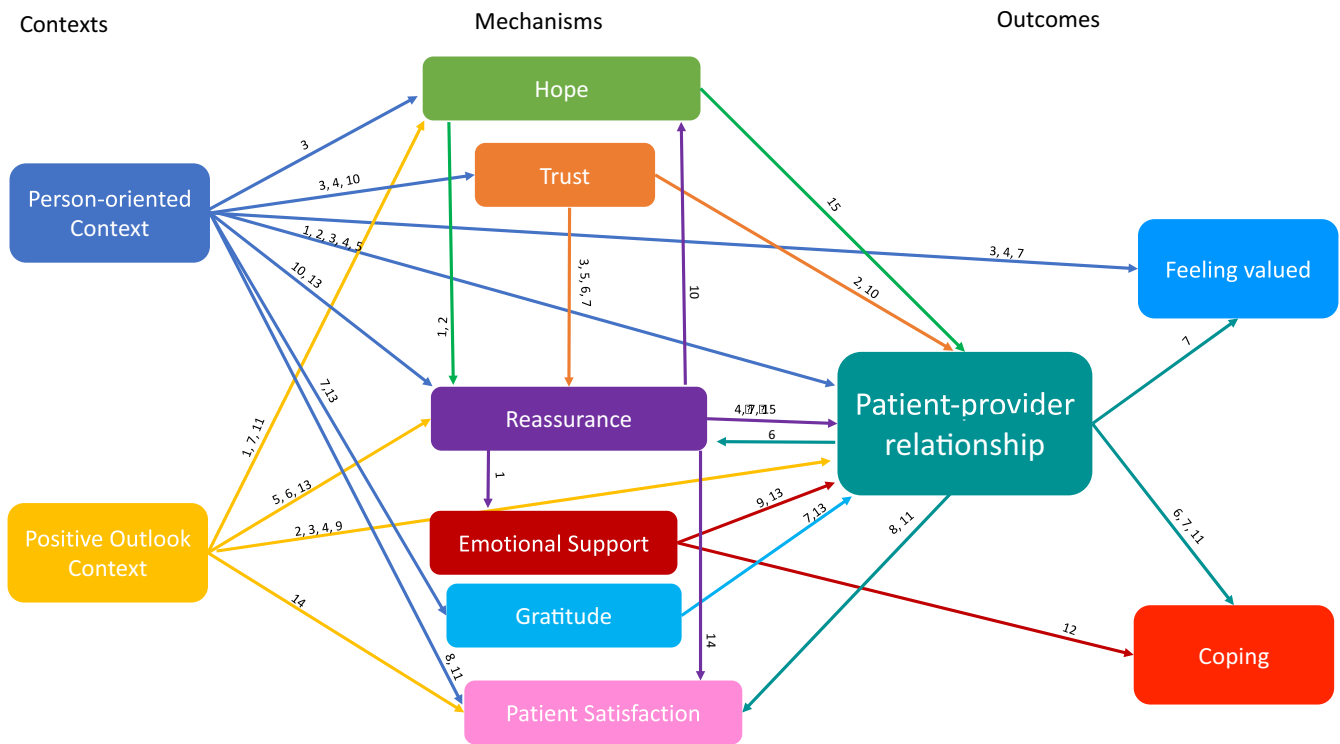 Contexts
Mechanisms
Outcomes
Hope
3
Trust
3, 4, 10
15
Person-oriented
Context
1, 2, 3, 4, 5
3, 4, 7
Feeling valued
10, 13
3, 5, 6, 7
2, 10
10
1, 2
7
7,13
Patient-provider
relationship
Reassurance
6
1, 7, 11
5, 6, 13
1
9, 13
2, 3, 4, 9
7,13
8, 11
6, 7, 11
Positive Outlook
Context
Emotional Support
14
Gratitude
12
14
8, 11
Coping
Patient Satisfaction